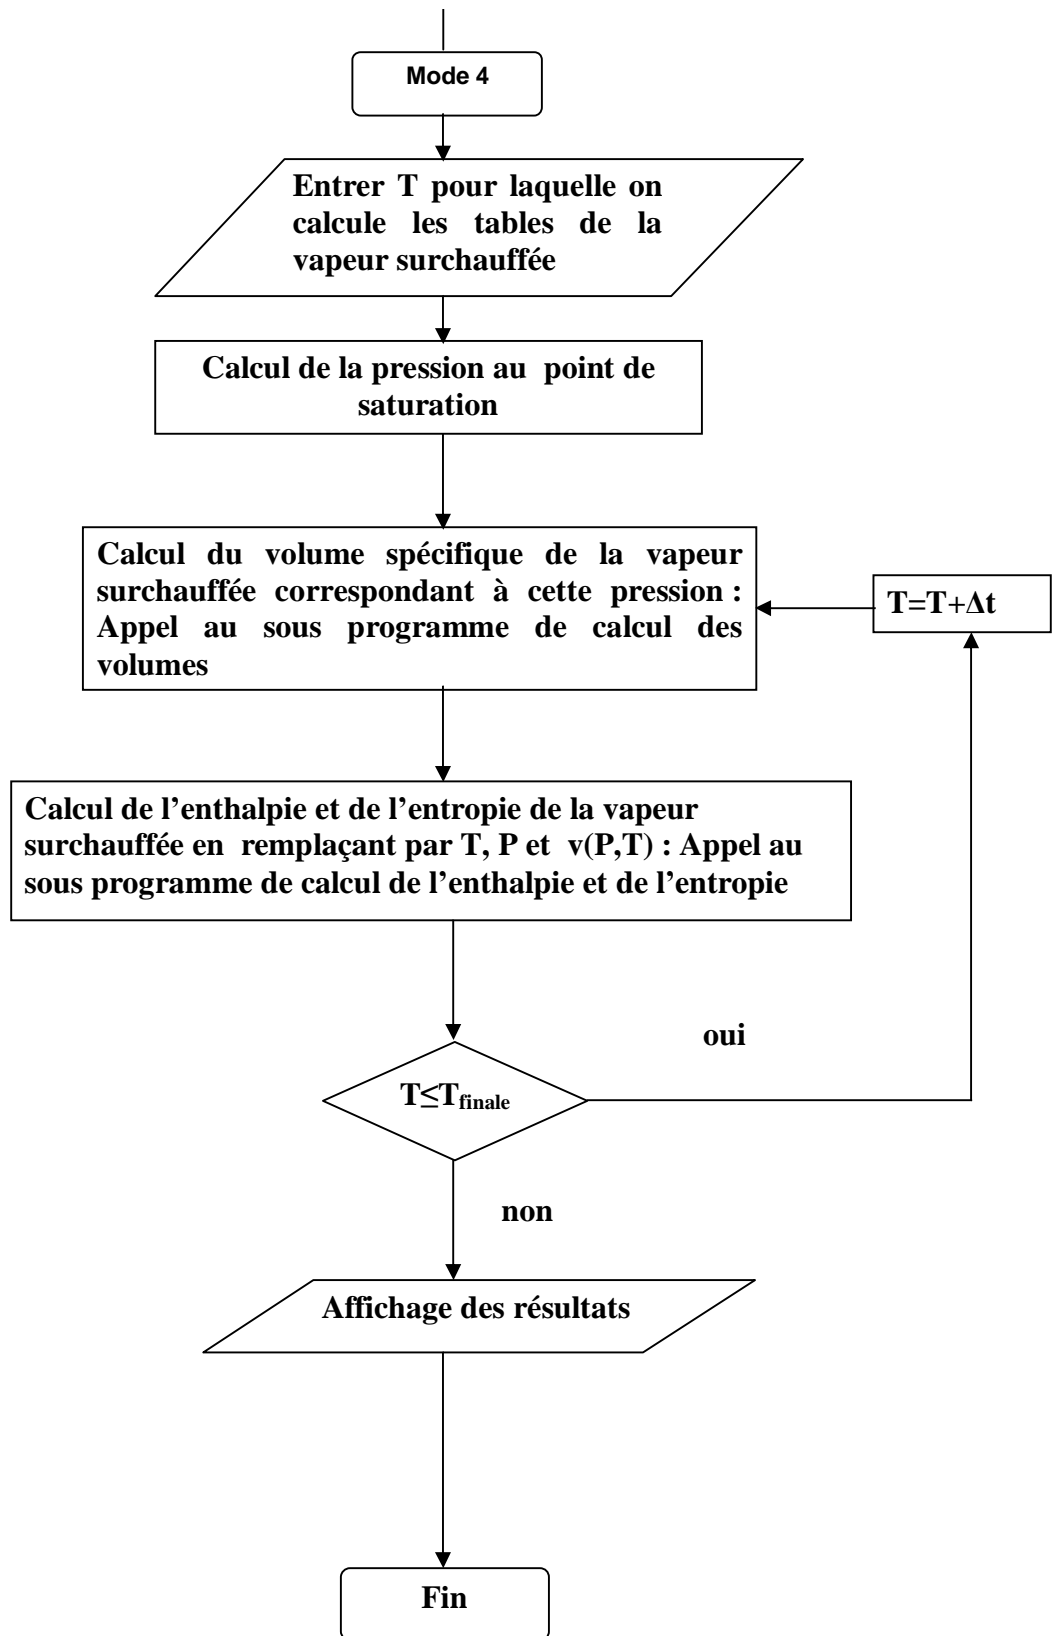 Mode 4
Entrer T pour laquelle on
calcule les tables de la
vapeur surchauffée
Calcul de la pression au point de
saturation
Calcul du volume spécifique de la vapeur
surchauffée correspondant à cette pression :
Appel au sous programme de calcul des
volumes
T=T+Δt
Calcul de l’enthalpie et de l’entropie de la vapeur
surchauffée en remplaçant par T, P et v(P,T) : Appel au
sous programme de calcul de l’enthalpie et de l’entropie
oui
T≤Tfinale
non
Affichage des résultats
Fin